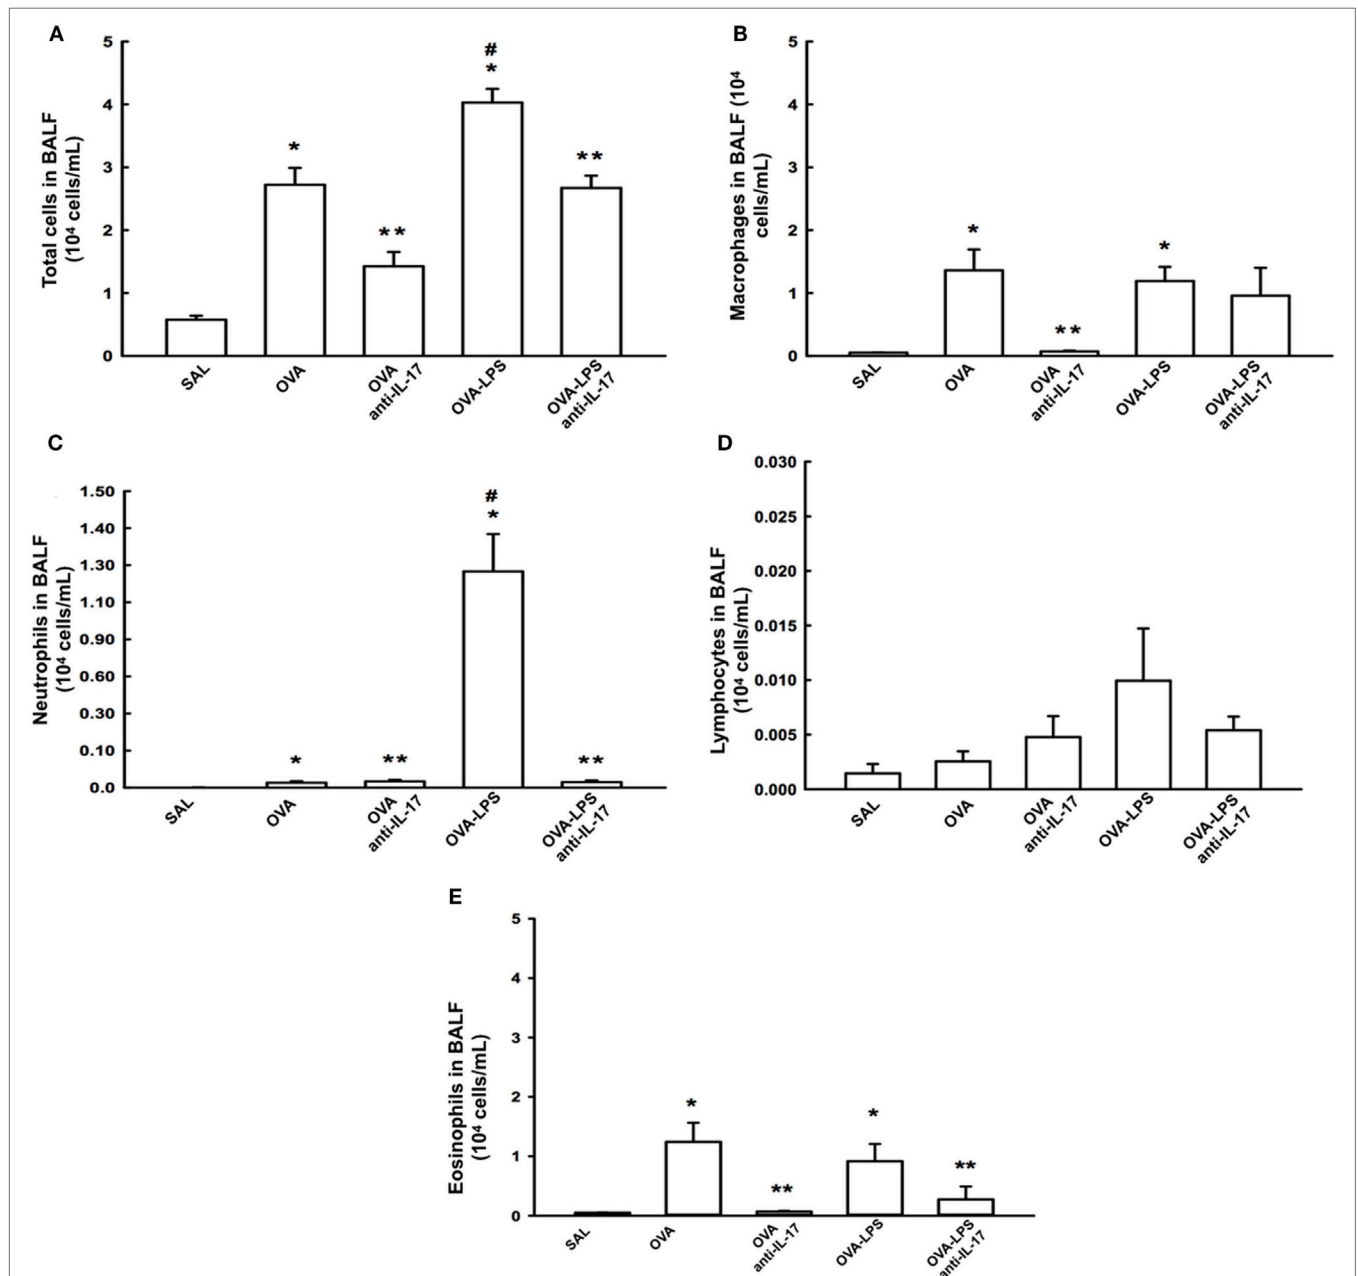 A
Total cells in BALF
(10⁴ cells/mL)
5
4
3
2
1
0
*
**
#
*
**
SAL
OVA
OVA
anti-IL-17
OVA-LPS
OVA-LPS
anti-IL-17
B
Macrophages in BALF (10⁴
cells/mL)
5
4
3
2
1
0
*
**
*
SAL
OVA
OVA
anti-IL-17
OVA-LPS
OVA-LPS
anti-IL-17
C
Neutrophils in BALF
(10⁴ cells/mL)
1.50
1.40
1.30
1.10
0.90
0.60
0.30
0.10
0.0
*
**
#
*
**
SAL
OVA
OVA
anti-IL-17
OVA-LPS
OVA-LPS
anti-IL-17
D
Lymphocytes in BALF
(10⁴ cells/mL)
0.030
0.025
0.020
0.015
0.010
0.005
0.000
SAL
OVA
OVA
anti-IL-17
OVA-LPS
OVA-LPS
anti-IL-17
E
Eosinophils in BALF
(10⁴ cells/mL)
5
4
3
2
1
0
*
**
*
**
SAL
OVA
OVA
anti-IL-17
OVA-LPS
OVA-LPS
anti-IL-17